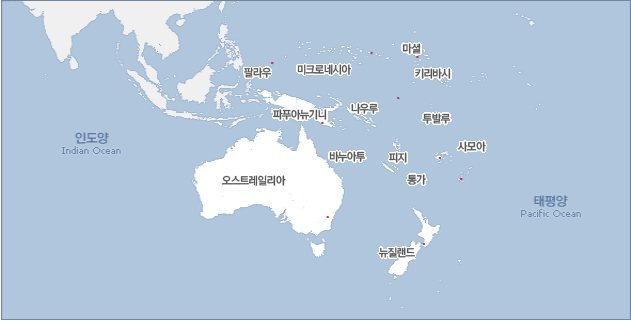 마셜
팔라우
미크로네시아
키리바시
파푸아뉴기니
나우루
투발루
인도양
Indian Ocean
바누아투
피지
사모아
오스트레일리아
통가
태평양
Pacific Ocean
뉴질랜드